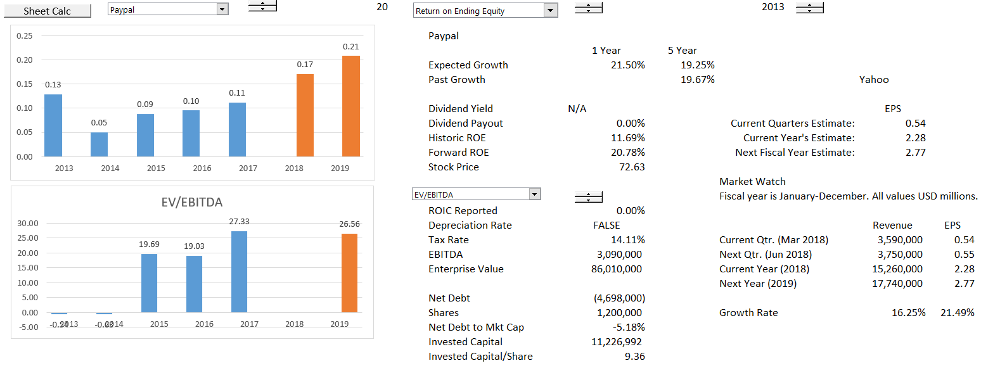 Sheet Calc
Paypal
20
Return on Ending Equity
2013
0.25
0.20
0.15
0.10
0.05
0.00
0.13
0.05
0.09
0.10
0.11
0.17
0.21
2013 2014 2015 2016 2017 2018 2019
EV/EBITDA
30.00
25.00
20.00
15.00
10.00
5.00
0.00
-5.00
19.69
19.03
27.33
26.56
2013 2014 2015 2016 2017 2018 2019
Paypal
1 Year 5 Year
Expected Growth 21.50% 19.25%
Past Growth 19.67%
Dividend Yield N/A
Dividend Payout 0.00%
Historic ROE 11.69%
Forward ROE 20.78%
Stock Price 72.63
EV/EBITDA
ROIC Reported 0.00%
Depreciation Rate FALSE
Tax Rate 14.11%
EBITDA 3,090,000
Enterprise Value 86,010,000
Net Debt (4,698,000)
Shares 1,200,000
Net Debt to Mkt Cap -5.18%
Invested Capital 11,226,992
Invested Capital/Share 9.36
Yahoo
EPS
Current Quarters Estimate: 0.54
Current Year's Estimate: 2.28
Next Fiscal Year Estimate: 2.77
Market Watch
Fiscal year is January-December. All values USD millions.
Revenue EPS
Current Qtr. (Mar 2018) 3,590,000 0.54
Next Qtr. (Jun 2018) 3,750,000 0.55
Current Year (2018) 15,260,000 2.28
Next Year (2019) 17,740,000 2.77
Growth Rate 16.25% 21.49%